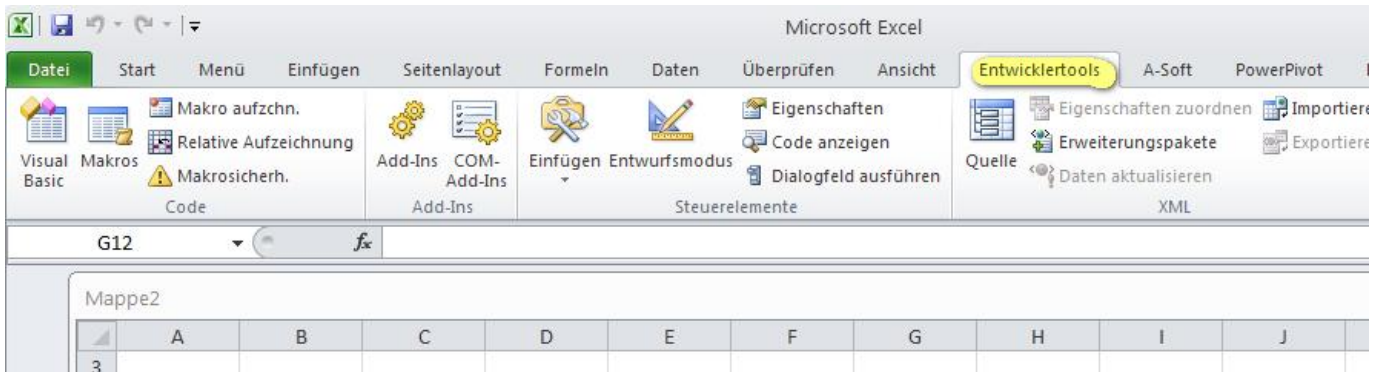 Microsoft Excel
Datei Start Menü Einfügen Seitenlayout Formeln Daten Überprüfen Ansicht Entwicklertools A-Soft PowerPivot
Visual Basic
Makros
Makro aufzchn.
Relative Aufzeichnung
Makrosicherh.
Code
Add-Ins
COM-
Add-Ins
Add-Ins
Einfügen
Entwurfsmodus
Eigenschaften
Code anzeigen
Dialogfeld ausführen
Steuerelemente
Quelle
Eigenschaften zuordnen
Erweiterungspakete
Daten aktualisieren
Importiere
Exportiere
XML
G12 fx
Mappe2
A B C D E F G H I J
3